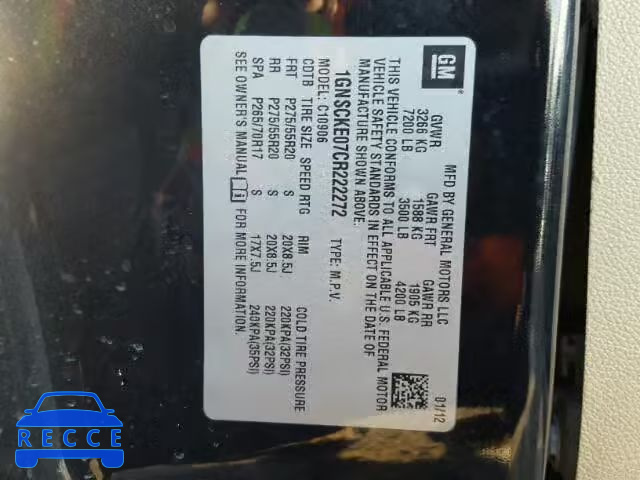 GM
MFD BY GENERAL MOTORS LLC 01/12
GVWR GAWR FRT GAWR RR
3266 KG 1588 KG 1905 KG
7200 LB 3500 LB 4200 LB
THIS VEHICLE CONFORMS TO ALL APPLICABLE U.S. FEDERAL MOTOR
VEHICLE SAFETY STANDARDS IN EFFECT ON THE DATE OF
MANUFACTURE SHOWN ABOVE.
1GNSCKE07CR222272 TYPE: M.P.V.
MODEL: C10906
CDTB TIRE SIZE SPEED RTG RIM COLD TIRE PRESSURE
FRT P275/55R20 S 20X8.5J 220KPA(32PSI)
RR P275/55R20 S 20X8.5J 220KPA(32PSI)
SPA P265/70R17 S 17X7.5J 240KPA(35PSI)
SEE OWNER'S MANUAL FOR MORE INFORMATION.
RECCE